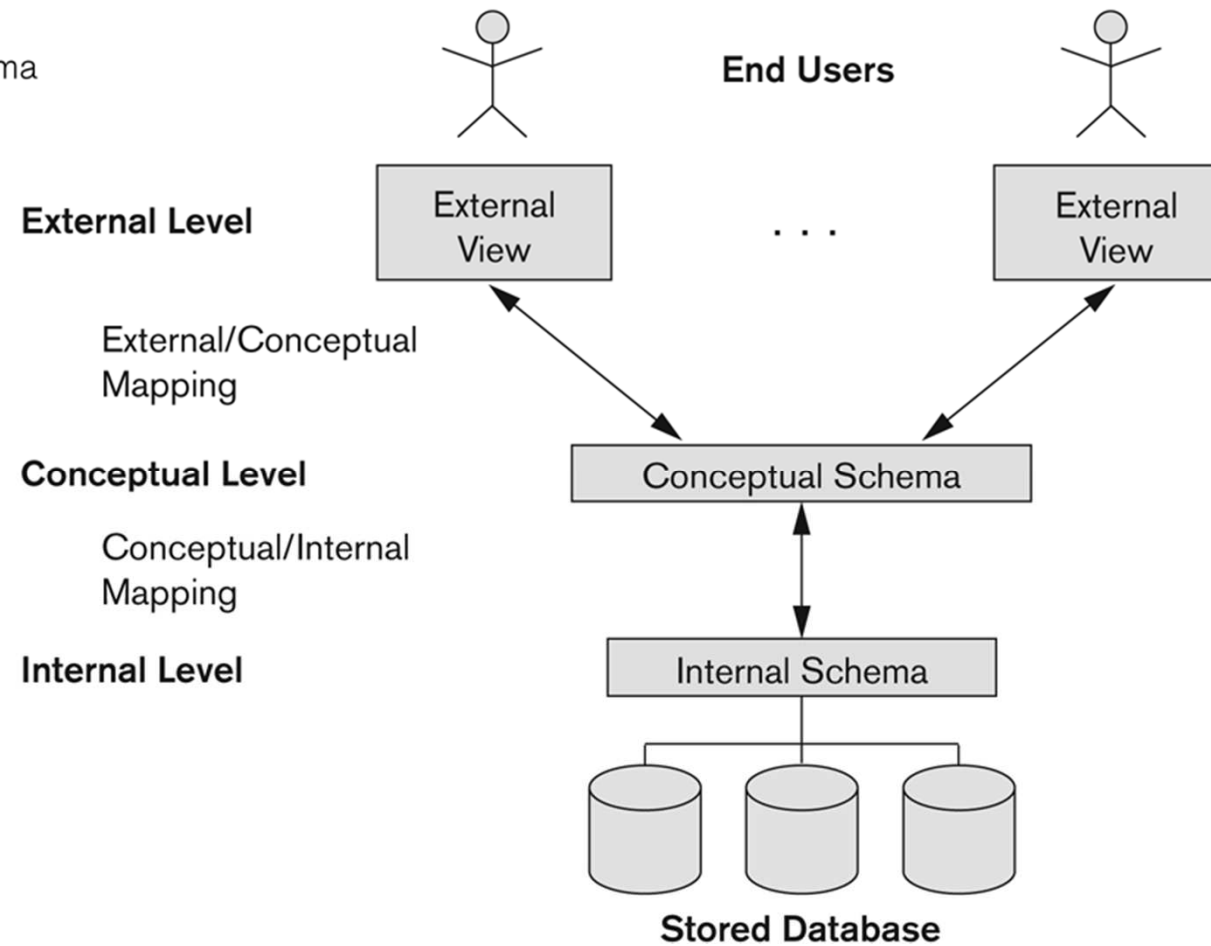 End Users
External Level
External
View
. . .
External
View
External/Conceptual
Mapping
Conceptual Level
Conceptual Schema
Conceptual/Internal
Mapping
Internal Level
Internal Schema
Stored Database